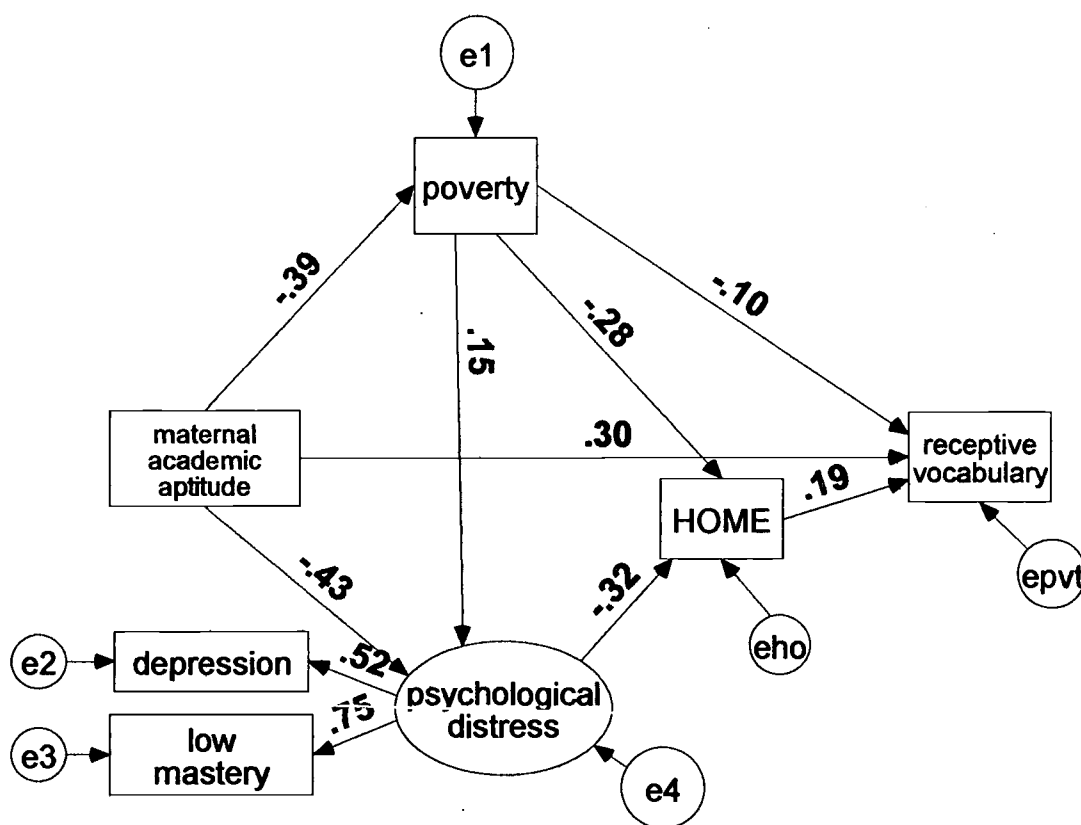 e1
poverty
-.39
.15
-.28
-.10
maternal
academic
aptitude
.30
receptive
vocabulary
HOME
.19
epvt
-.43
-.32
eho
e2
depression
.52
psychological
distress
e3
low
mastery
.75
e4